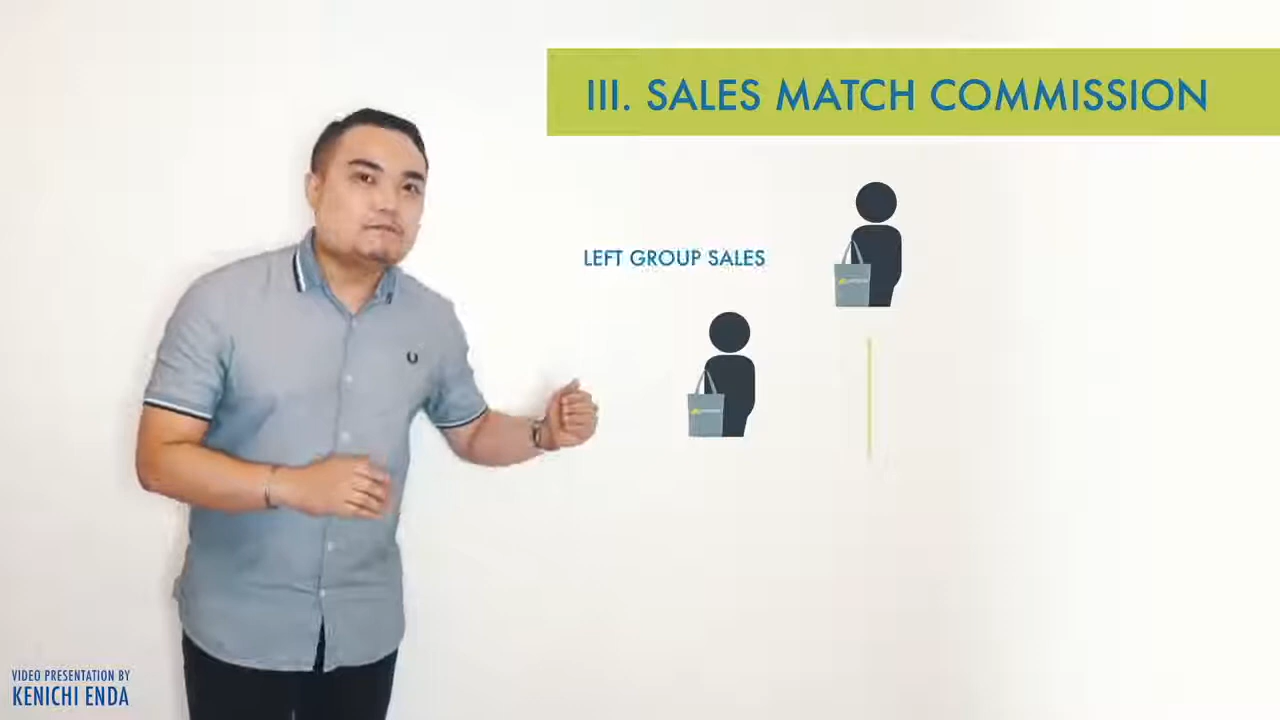 III. SALES MATCH COMMISSION
LEFT GROUP SALES
VIDEO PRESENTATION BY
KENICHI ENDA